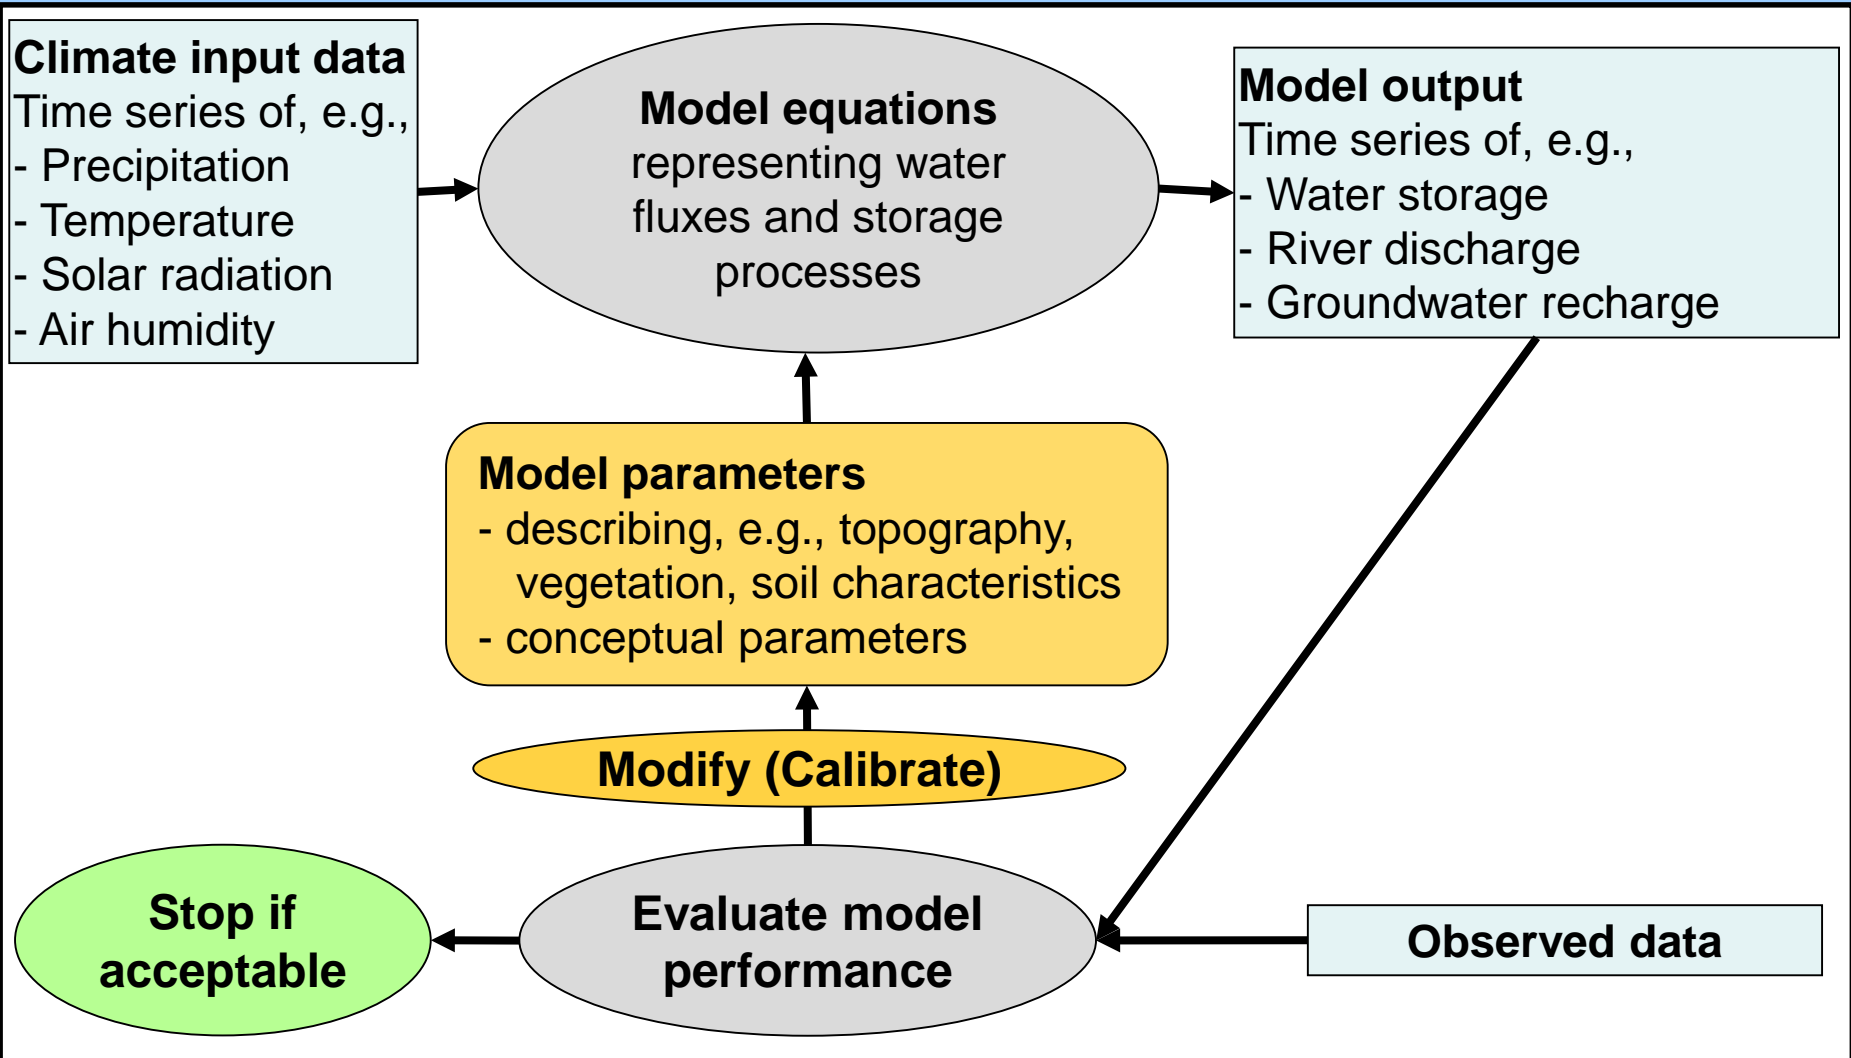 Climate input data
Time series of, e.g.,
- Precipitation
- Temperature
- Solar radiation
- Air humidity
Model equations
representing water
fluxes and storage
processes
Model output
Time series of, e.g.,
- Water storage
- River discharge
- Groundwater recharge
Model parameters
- describing, e.g., topography,
vegetation, soil characteristics
- conceptual parameters
Modify (Calibrate)
Stop if
acceptable
Evaluate model
performance
Observed data